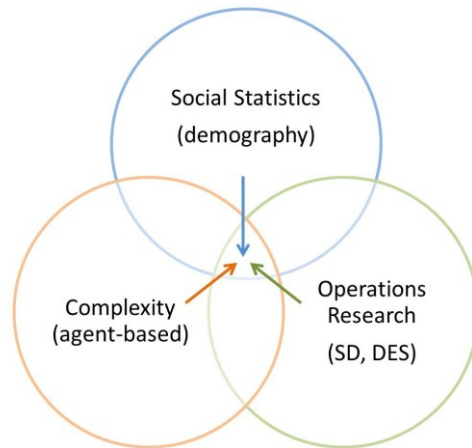 Social Statistics
(demography)
Complexity
(agent-based)
Operations
Research
(SD, DES)